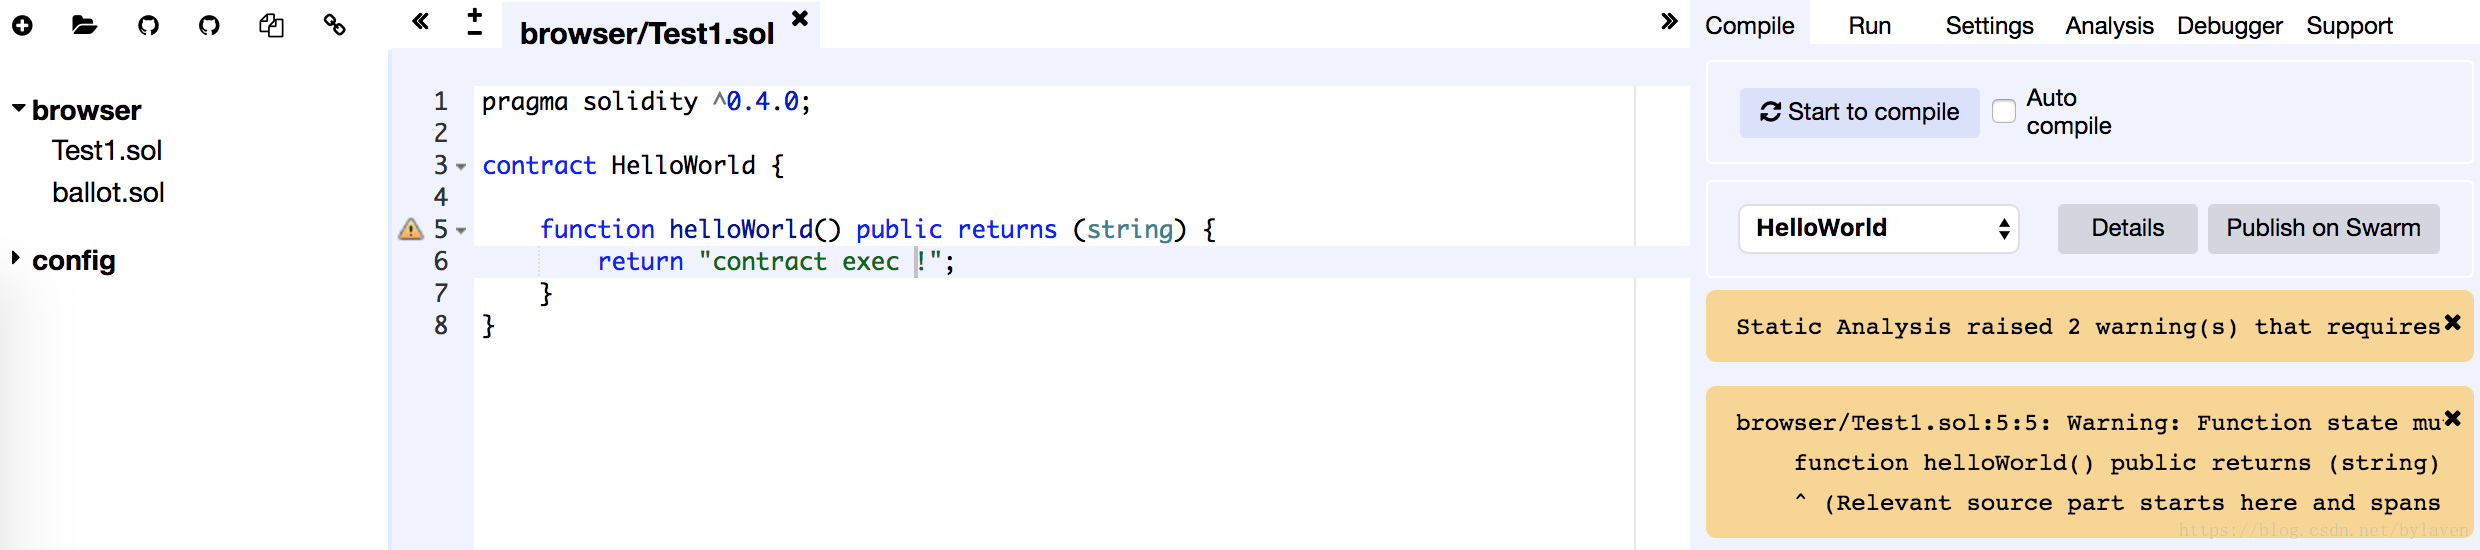 browser/Test1.sol
Compile Run Settings Analysis Debugger Support
browser
Test1.sol
ballot.sol
config
1 pragma solidity ^0.4.0;
2
3 contract HelloWorld {
4
5 function helloWorld() public returns (string) {
6 return "contract exec !";
7 }
8 }
Start to compile
Auto
compile
HelloWorld
Details
Publish on Swarm
Static Analysis raised 2 warning(s) that requires
browser/Test1.sol:5:5: Warning: Function state mu
function helloWorld() public returns (string)
^ (Relevant source part starts here and spans
https://blog.csdn.net/bylaven